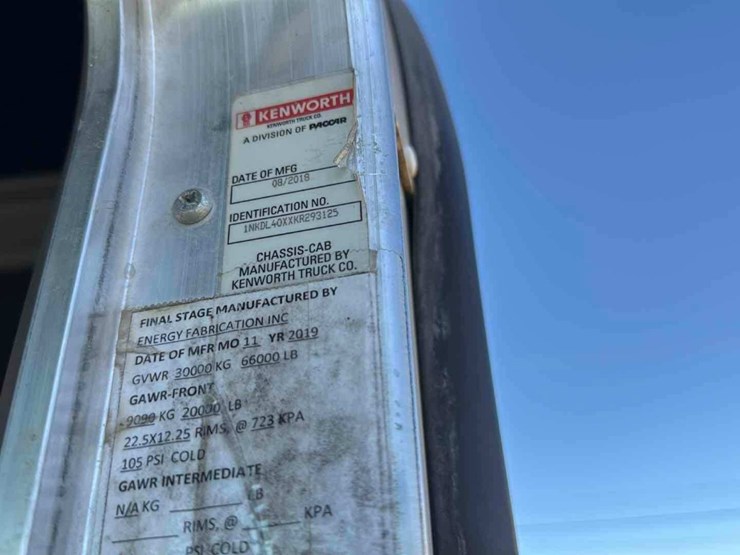 KENWORTH
KENWORTH TRUCK CO.
A DIVISION OF PACCAR
DATE OF MFG
08/2018
IDENTIFICATION NO.
1NKDL40XXKR293125
CHASSIS-CAB
MANUFACTURED BY
KENWORTH TRUCK CO.
FINAL STAGE MANUFACTURED BY
ENERGY FABRICATION INC
DATE OF MFR MO 11 YR 2019
GVWR 30000 KG 66000 LB
GAWR-FRONT
9090 KG 20000 LB
22.5X12.25 RIMS @ 723 KPA
105 PSI COLD
GAWR INTERMEDIATE
N/A KG LB
RIMS @ KPA
PSI COLD